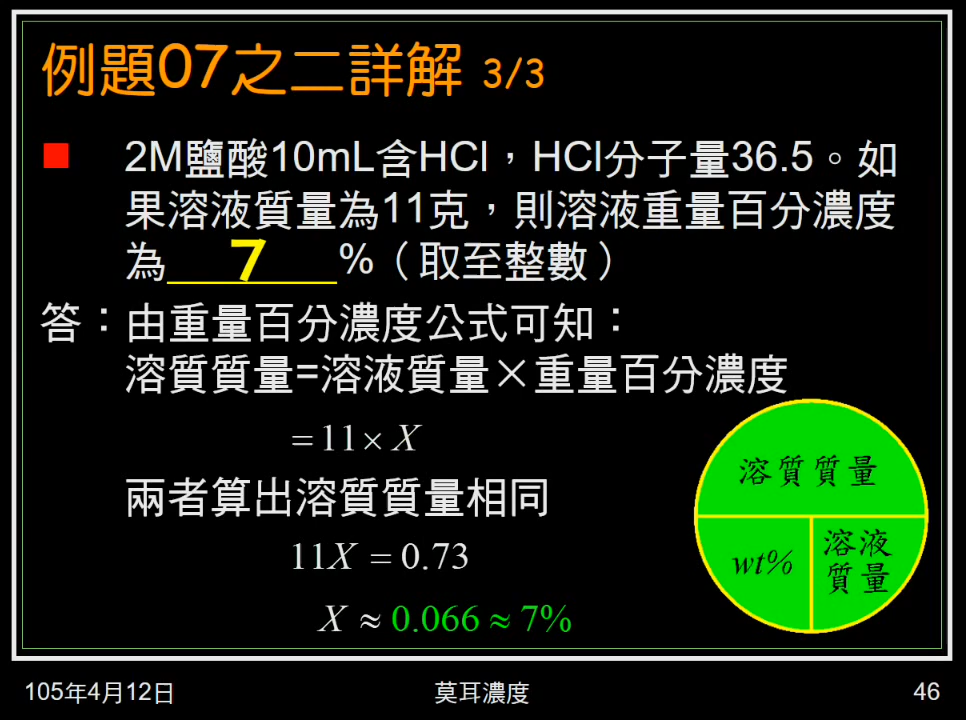 例題07之二詳解 3/3
2M鹽酸10mL含HCl，HCl分子量36.5。如
果溶液質量為11克，則溶液重量百分濃度
為___7___%（取至整數）
答：由重量百分濃度公式可知：
溶質質量=溶液質量×重量百分濃度
=11×X
兩者算出溶質質量相同
11X = 0.73
X ≈ 0.066 ≈ 7%
溶質質量
wt%
溶液
質量
105年4月12日
莫耳濃度
46